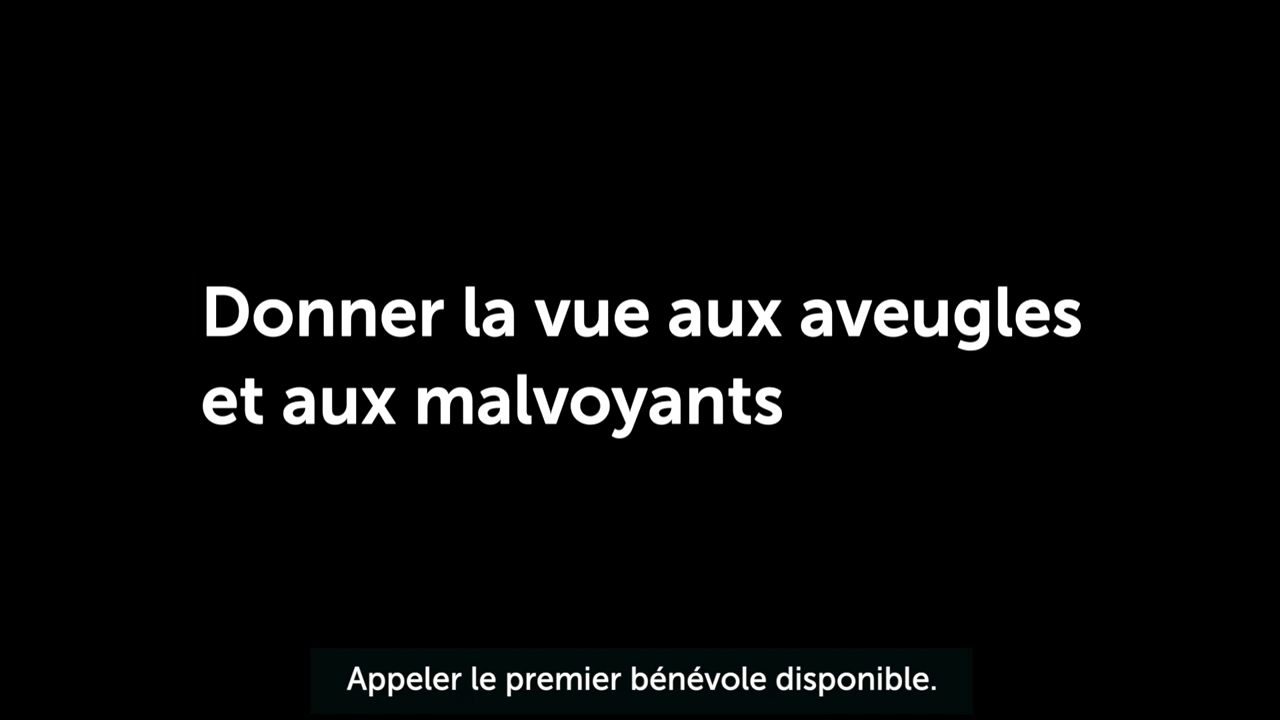 Donner la vue aux aveugles
et aux malvoyants
Appeler le premier bénévole disponible.